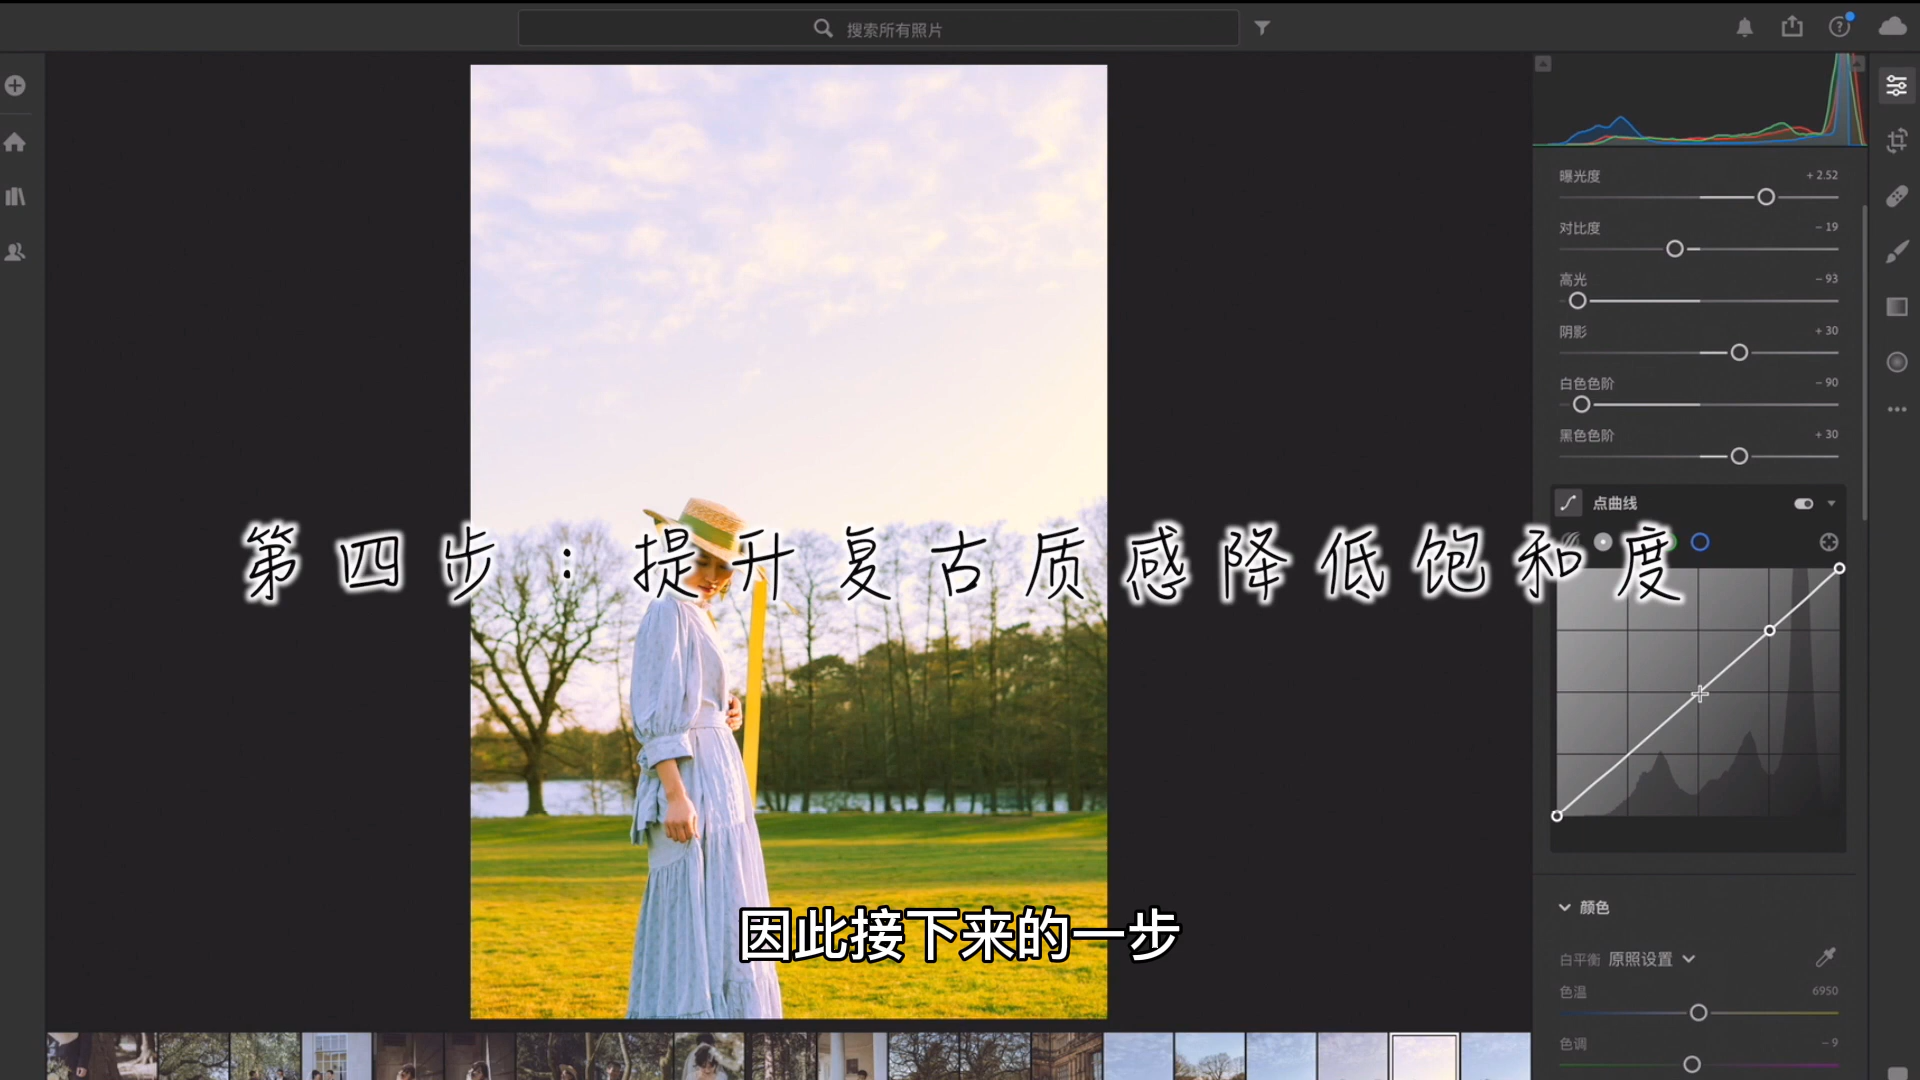 搜索所有照片
曝光度 + 2.52
对比度 − 19
高光 − 93
阴影 + 30
白色色阶 − 90
黑色色阶 + 30
点曲线
第四步：提升复古质感降低饱和度
颜色
因此接下来的一步
白平衡 原照设置
色温 6950
色调 − 9